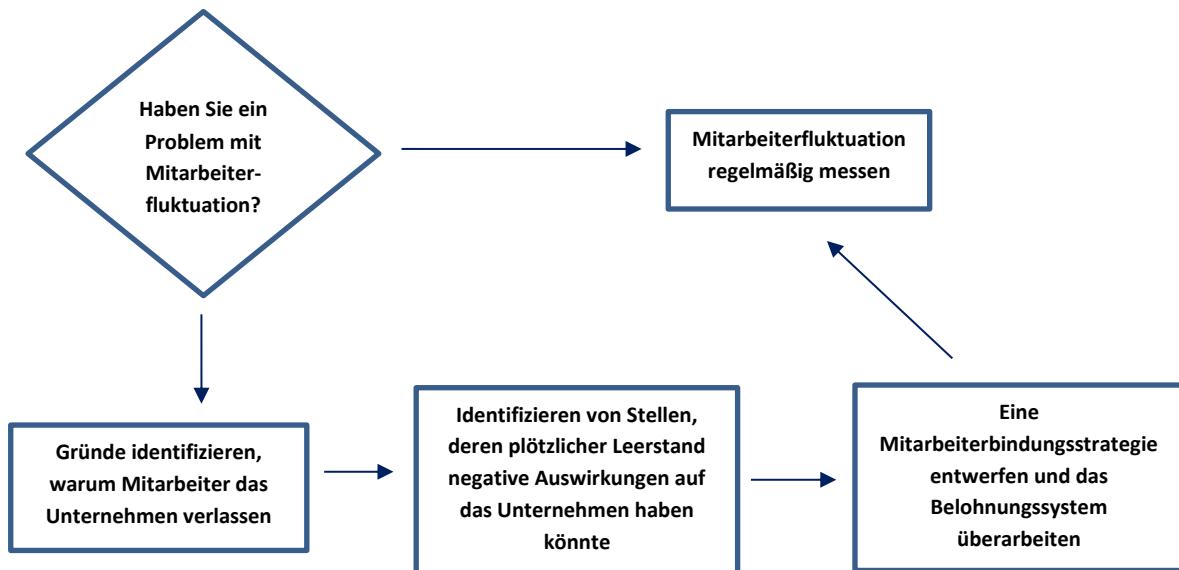 Haben Sie ein
Problem mit
Mitarbeiter-
fluktuation?
Mitarbeiterfluktuation
regelmäßig messen
Gründe identifizieren,
warum Mitarbeiter das
Unternehmen verlassen
Identifizieren von Stellen,
deren plötzlicher Leerstand
negative Auswirkungen auf
das Unternehmen haben
könnte
Eine
Mitarbeiterbindungsstrategie
entwerfen und das
Belohnungssystem
überarbeiten